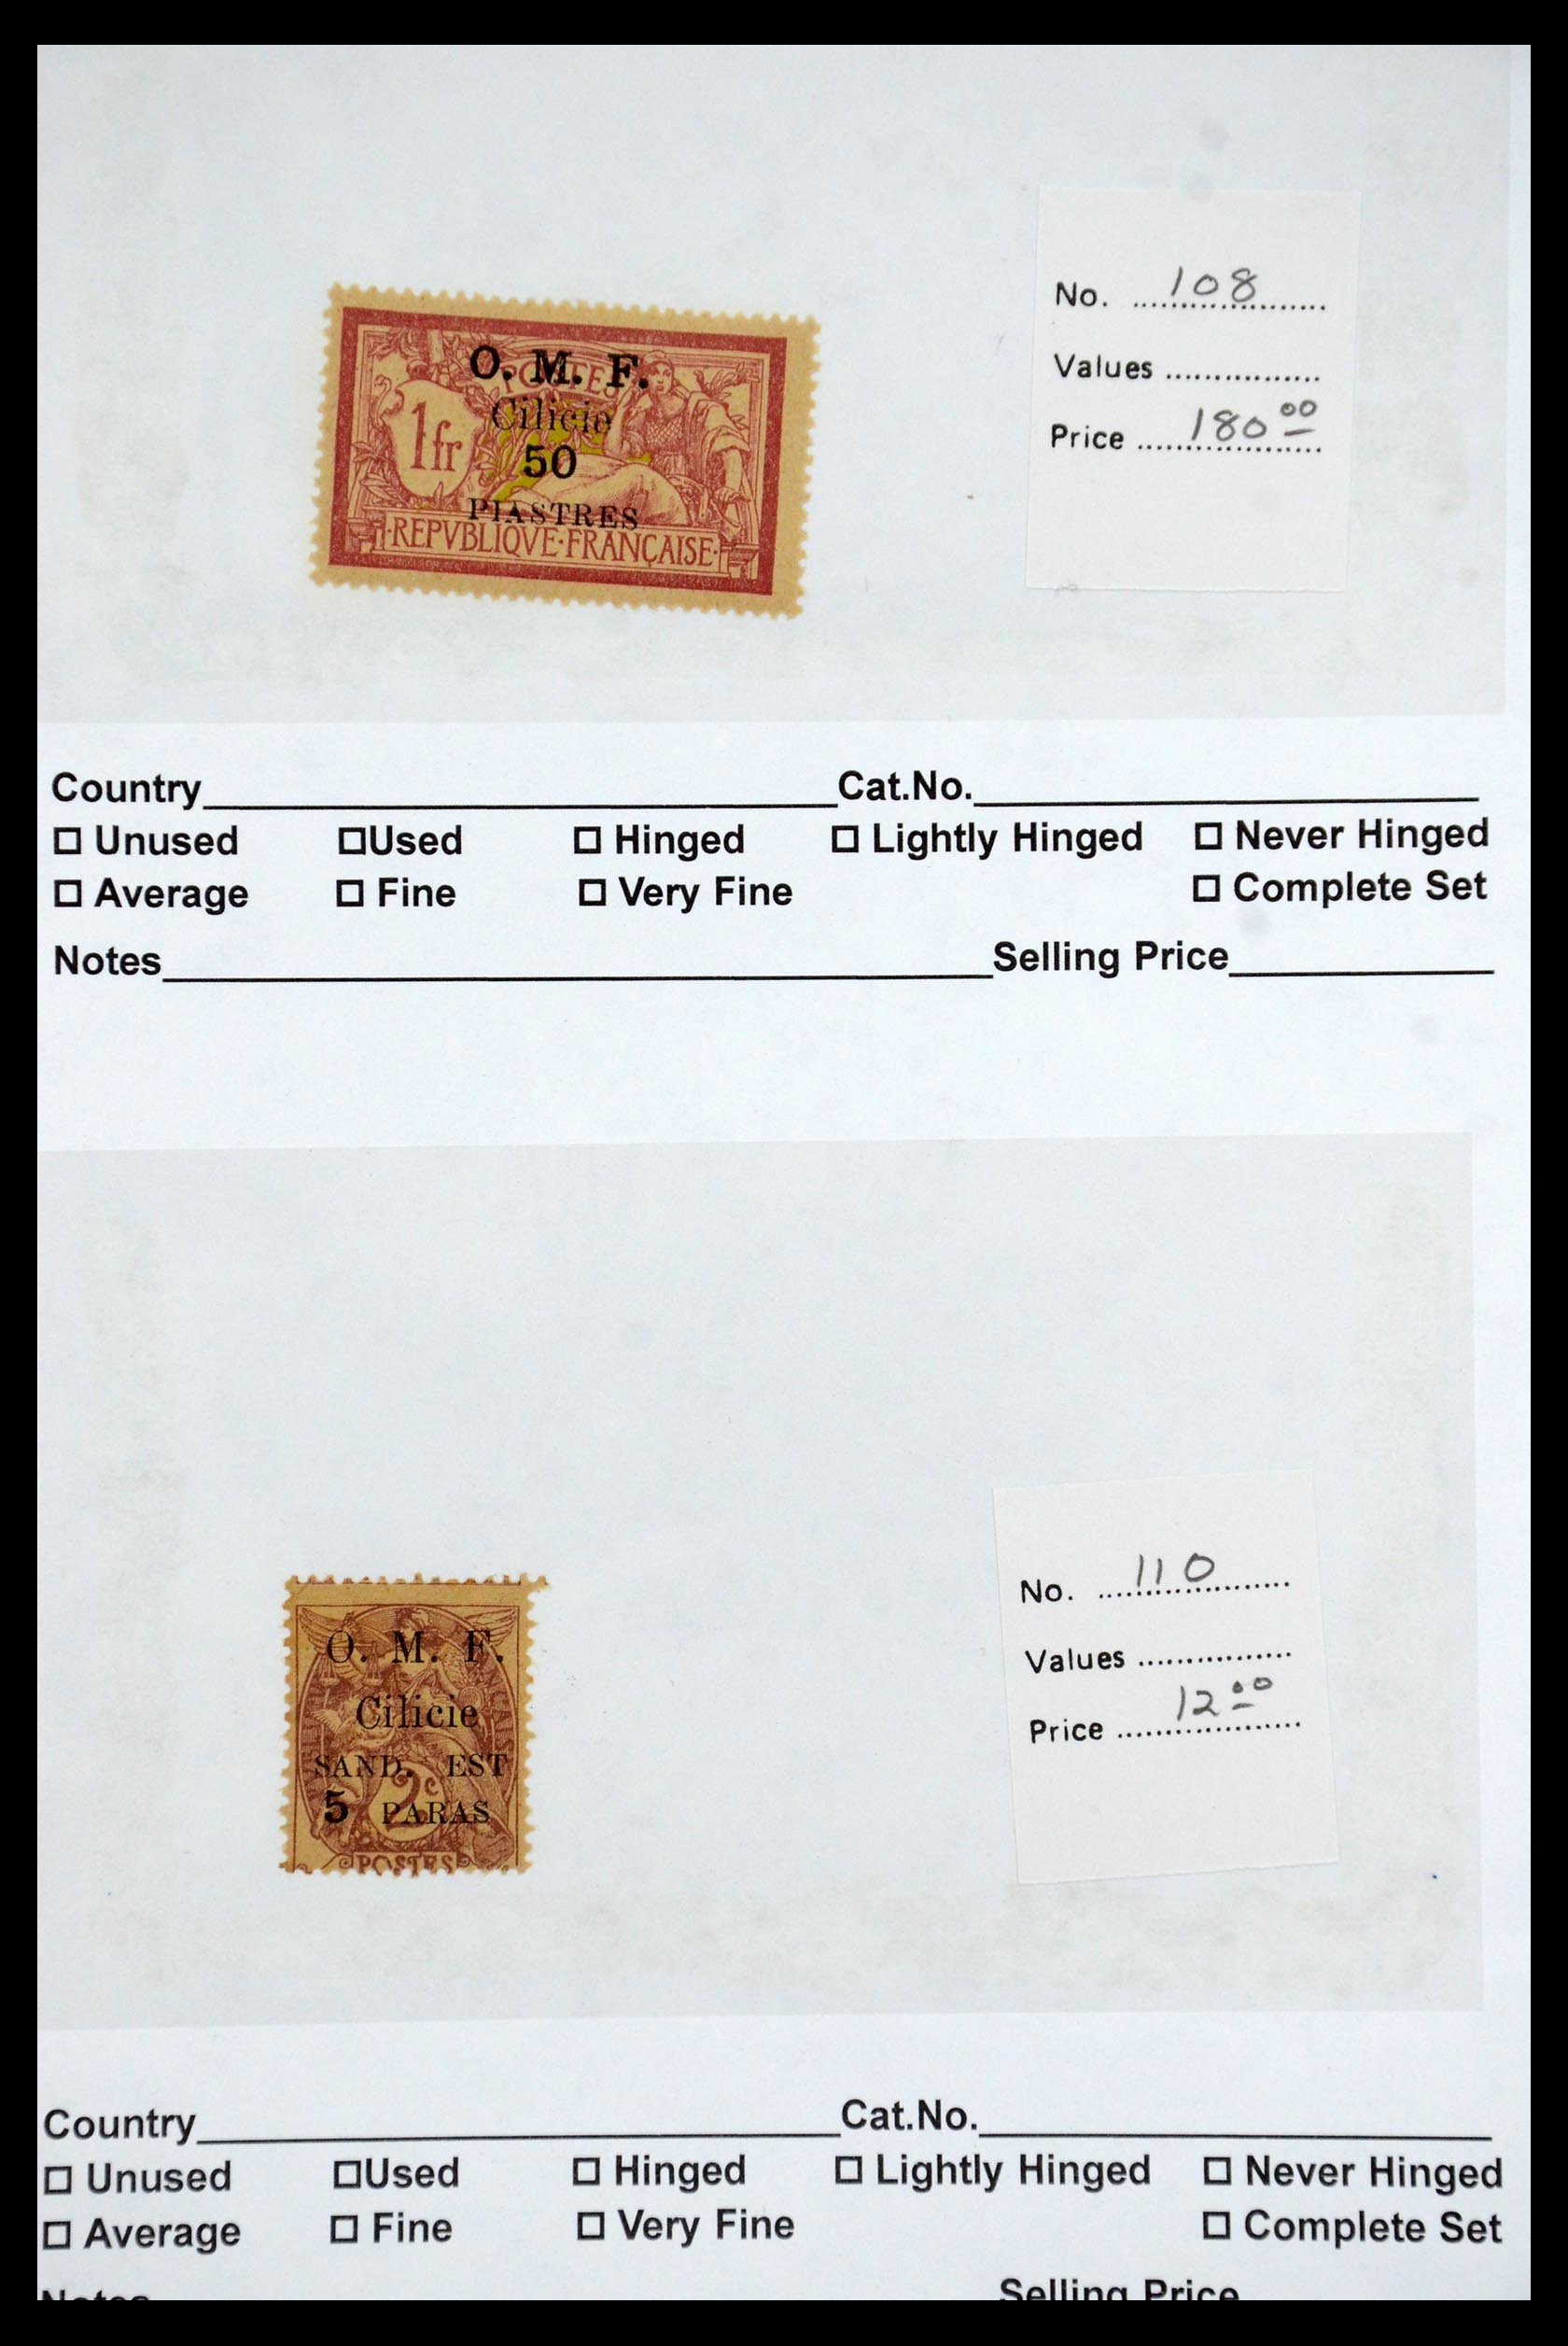 O. M. F.
POSTES
Cilicie
1fr
50
PIASTRES
REPVBLIQVE·FRANÇAISE·
No. 108
Values
Price 180 00
Country Cat.No.
☐ Unused ☐Used ☐ Hinged ☐ Lightly Hinged ☐ Never Hinged
☐ Average ☐ Fine ☐ Very Fine ☐ Complete Set
Notes Selling Price
O. M. F.
Cilicie
SAND. EST
2c
5 PARAS
POSTES
No. 110
Values
Price 12 00
Country Cat.No.
☐ Unused ☐Used ☐ Hinged ☐ Lightly Hinged ☐ Never Hinged
☐ Average ☐ Fine ☐ Very Fine ☐ Complete Set
Notes Selling Price